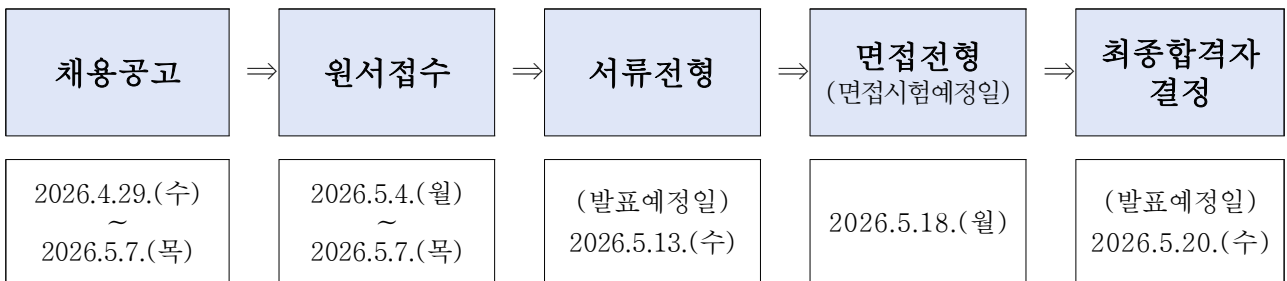 채용공고 ⇒ 원서접수 ⇒ 서류전형 ⇒ 면접전형 ⇒ 최종합격자
(면접시험예정일) 결정
2026.4.29.(수)
~
2026.5.7.(목)
2026.5.4.(월)
~
2026.5.7.(목)
(발표예정일)
2026.5.13.(수)
2026.5.18.(월)
(발표예정일)
2026.5.20.(수)